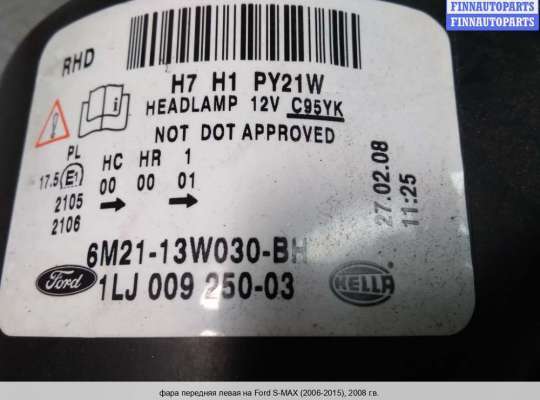 FINNAUTOPARTS
FINNAUTOPARTS
FINNAUTOPARTS
RHD
H7 H1 PY21W
HEADLAMP 12V C95YK
NOT DOT APPROVED
PL HC HR 1
17.5 E1 00 00 01
2105
2106
27.02.08
11:25
6M21-13W030-BH
Ford 1LJ 009 250-03 HELLA
фара передняя левая на Ford S-MAX (2006-2015), 2008 г.в.